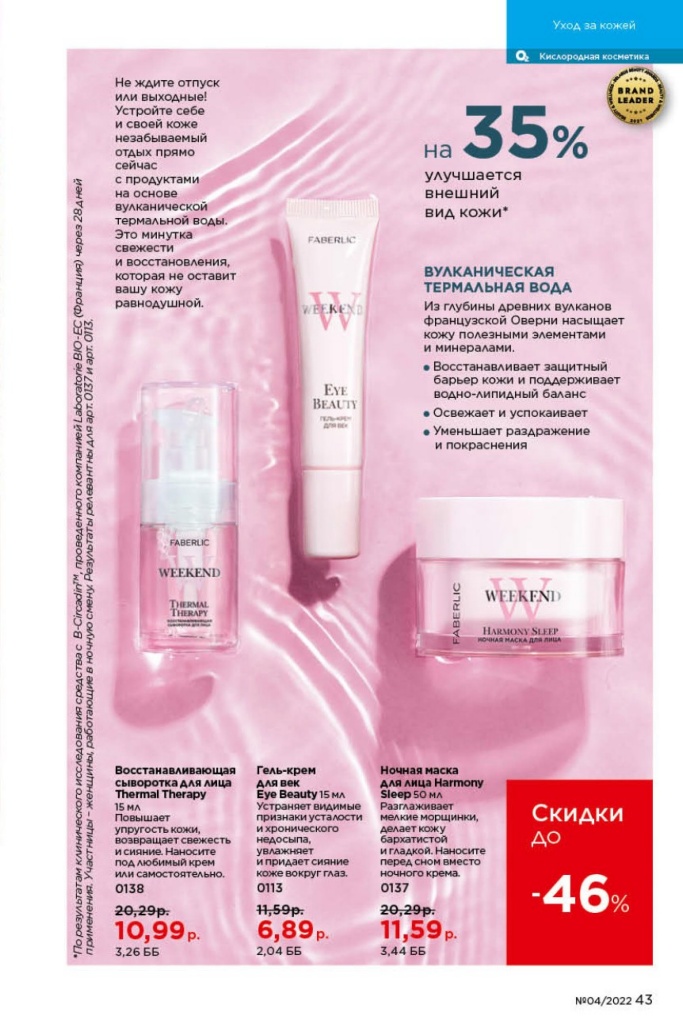 Уход за кожей
O₂ Кислородная косметика
BRAND
LEADER
2021
Не ждите отпуск
или выходные!
Устройте себе
и своей коже
незабываемый
отдых прямо
сейчас
с продуктами
на основе
вулканической
термальной воды.
Это минутка
свежести
и восстановления,
которая не оставит
вашу кожу
равнодушной.
на 35%
улучшается
внешний
вид кожи*
ВУЛКАНИЧЕСКАЯ
ТЕРМАЛЬНАЯ ВОДА
Из глубины древних вулканов
французской Оверни насыщает
кожу полезными элементами
и минералами.
• Восстанавливает защитный
барьер кожи и поддерживает
водно-липидный баланс
• Освежает и успокаивает
• Уменьшает раздражение
и покраснения
FABERLIC
W
WEEKEND
EYE
BEAUTY
ГЕЛЬ-КРЕМ
ДЛЯ ВЕК
FABERLIC
W
WEEKEND
THERMAL
THERAPY
ВОССТАНАВЛИВАЮЩАЯ
СЫВОРОТКА ДЛЯ ЛИЦА
FABERLIC
W
WEEKEND
HARMONY SLEEP
НОЧНАЯ МАСКА ДЛЯ ЛИЦА
*По результатам клинического исследования средства с B-Circadin™, проведенного компанией Laboratorie BIO-EC (Франция) через 28 дней
применения. Участницы – женщины, работающие в ночную смену. Результаты релевантны для арт. 0137 и арт. 0113.
Восстанавливающая
сыворотка для лица
Thermal Therapy
15 мл
Повышает
упругость кожи,
возвращает свежесть
и сияние. Наносите
под любимый крем
или самостоятельно.
0138
20,29р.
10,99р.
3,26 ББ
Гель-крем
для век
Eye Beauty 15 мл
Устраняет видимые
признаки усталости
и хронического
недосыпа,
увлажняет
и придает сияние
коже вокруг глаз.
0113
11,59р.
6,89р.
2,04 ББ
Ночная маска
для лица Harmony
Sleep 50 мл
Разглаживает
мелкие морщинки,
делает кожу
бархатистой
и гладкой. Наносите
перед сном вместо
ночного крема.
0137
20,29р.
11,59р.
3,44 ББ
Скидки
до
-46%
№04/2022 43